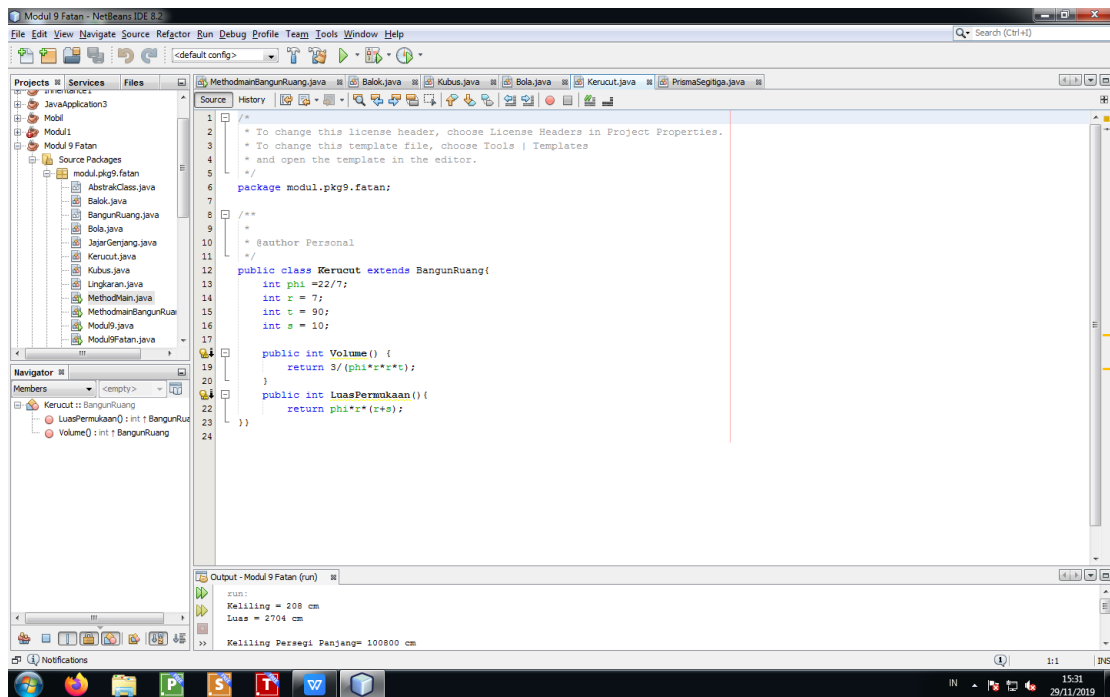 Modul 9 Fatan - NetBeans IDE 8.2
File Edit View Navigate Source Refactor Run Debug Profile Team Tools Window Help
Search (Ctrl+I)
<default config>
Projects Services Files
MethodmainBangunRuang.java Balok.java Kubus.java Bola.java Kerucut.java PrismaSegitiga.java
Source History
JavaApplication3
Mobil
Modul1
Modul 9 Fatan
Source Packages
modul.pkg9.fatan
AbstrakClass.java
Balok.java
BangunRuang.java
Bola.java
JajarGenjang.java
Kerucut.java
Kubus.java
Lingkaran.java
MethodMain.java
MethodmainBangunRua
Modul9.java
Modul9Fatan.java
Navigator
Members <empty>
Kerucut :: BangunRuang
LuasPermukaan() : int ↑ BangunRua
Volume() : int ↑ BangunRuang
1 /*
2 * To change this license header, choose License Headers in Project Properties.
3 * To change this template file, choose Tools | Templates
4 * and open the template in the editor.
5 */
6 package modul.pkg9.fatan;
7
8 /**
9 *
10 * @author Personal
11 */
12 public class Kerucut extends BangunRuang{
13 int phi =22/7;
14 int r = 7;
15 int t = 90;
16 int s = 10;
17
public int Volume() {
19 return 3/(phi*r*r*t);
20 }
public int LuasPermukaan(){
22 return phi*r*(r+s);
23 }}
24
Output - Modul 9 Fatan (run)
run:
Keliling = 208 cm
Luas = 2704 cm
Keliling Persegi Panjang= 100800 cm
Notifications
1
1:1
INS
P S T W
IN
15:31
29/11/2019